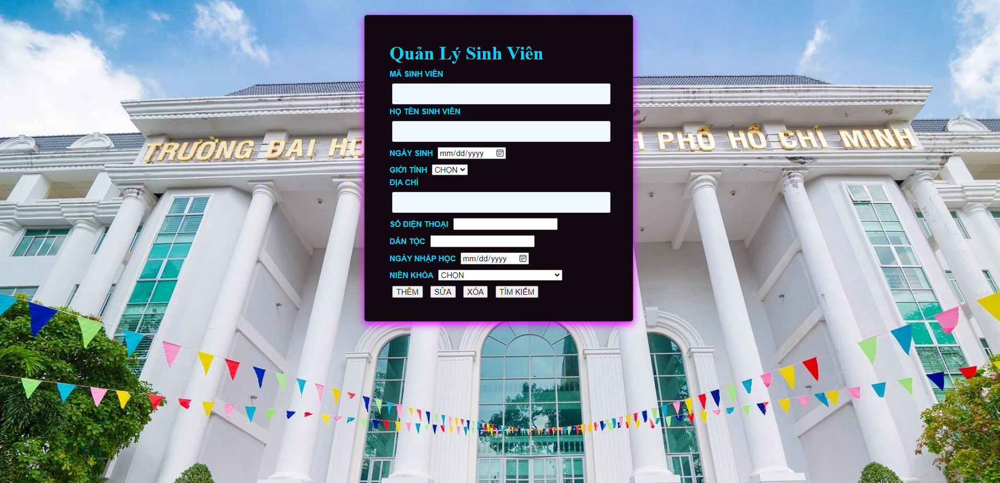 Quản Lý Sinh Viên
MÃ SINH VIÊN
HỌ TÊN SINH VIÊN
TRƯỜNG ĐẠI HỌ PHỐ HỒ CHÍ MINH
NGÀY SINH mm/dd/yyyy
GIỚI TÍNH CHỌN
ĐỊA CHỈ
SỐ ĐIỆN THOẠI
DÂN TỘC
NGÀY NHẬP HỌC mm/dd/yyyy
NIÊN KHÓA CHỌN
THÊM SỬA XÓA TÌM KIẾM